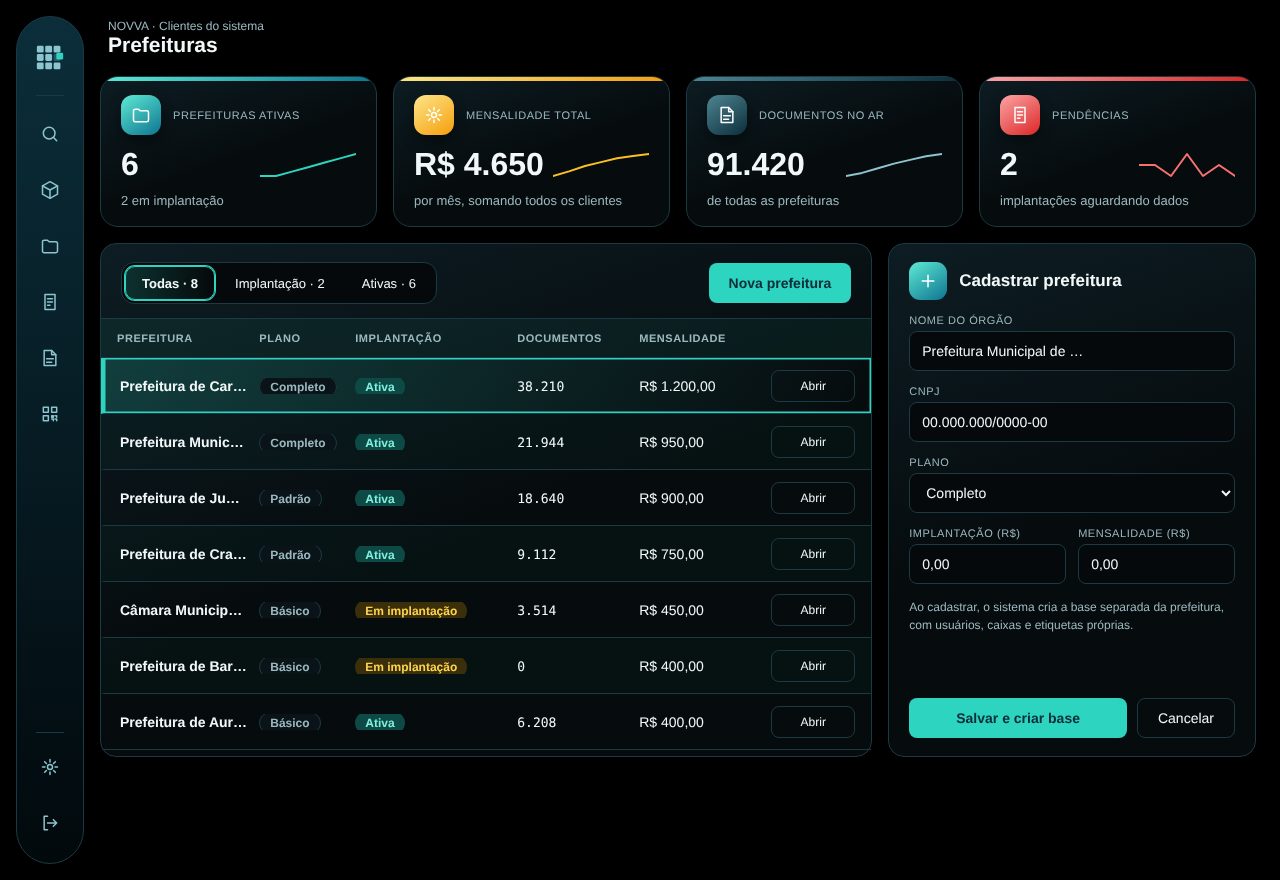 NOVVA · Clientes do sistema
Prefeituras
PREFEITURAS ATIVAS
6
2 em implantação
MENSALIDADE TOTAL
R$ 4.650
por mês, somando todos os clientes
DOCUMENTOS NO AR
91.420
de todas as prefeituras
PENDÊNCIAS
2
implantações aguardando dados
Todas · 8 Implantação · 2 Ativas · 6 Nova prefeitura
PREFEITURA PLANO IMPLANTAÇÃO DOCUMENTOS MENSALIDADE
Prefeitura de Car… Completo Ativa 38.210 R$ 1.200,00 Abrir
Prefeitura Munic… Completo Ativa 21.944 R$ 950,00 Abrir
Prefeitura de Ju… Padrão Ativa 18.640 R$ 900,00 Abrir
Prefeitura de Cra… Padrão Ativa 9.112 R$ 750,00 Abrir
Câmara Municip… Básico Em implantação 3.514 R$ 450,00 Abrir
Prefeitura de Bar… Básico Em implantação 0 R$ 400,00 Abrir
Prefeitura de Aur… Básico Ativa 6.208 R$ 400,00 Abrir
Cadastrar prefeitura
NOME DO ÓRGÃO
Prefeitura Municipal de …
CNPJ
00.000.000/0000-00
PLANO
Completo
IMPLANTAÇÃO (R$) MENSALIDADE (R$)
0,00 0,00
Ao cadastrar, o sistema cria a base separada da prefeitura,
com usuários, caixas e etiquetas próprias.
Salvar e criar base Cancelar